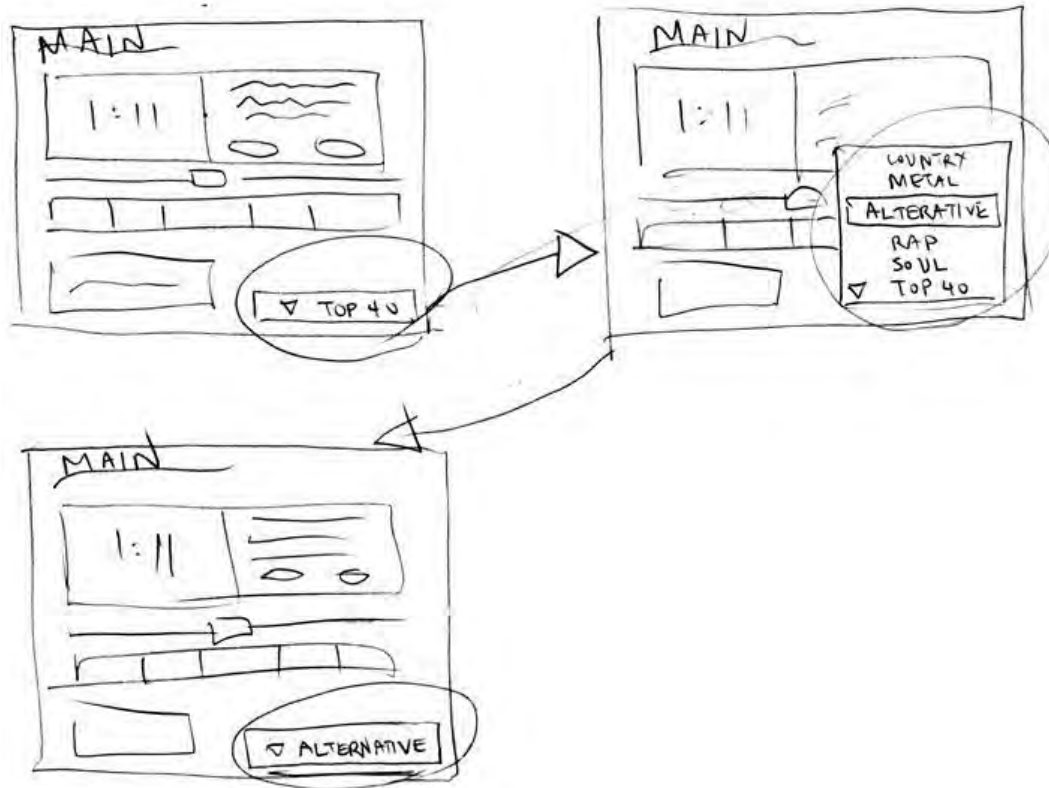 MAIN
1:11
▽ TOP 40
MAIN
1:11
COUNTRY
METAL
ALTERATIVE
RAP
SOUL
▽ TOP 40
MAIN
1:11
▽ ALTERNATIVE